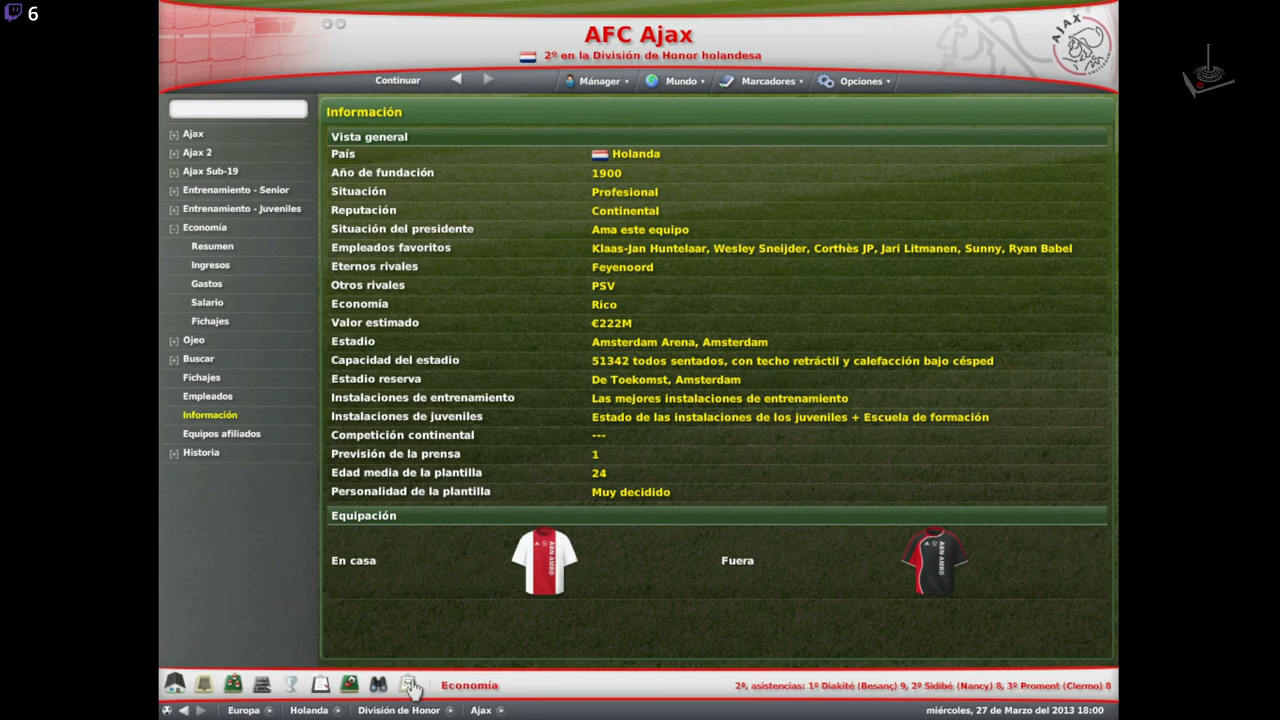 6
AFC Ajax
2º en la División de Honor holandesa
AJAX
Continuar
Mánager
Mundo
Marcadores
Opciones
Ajax
Ajax 2
Ajax Sub-19
Entrenamiento - Senior
Entrenamiento - Juveniles
Economía
Resumen
Ingresos
Gastos
Salario
Fichajes
Ojeo
Buscar
Fichajes
Empleados
Información
Equipos afiliados
Historia
Información
Vista general
País Holanda
Año de fundación 1900
Situación Profesional
Reputación Continental
Situación del presidente Ama este equipo
Empleados favoritos Klaas-Jan Huntelaar, Wesley Sneijder, Corthès JP, Jari Litmanen, Sunny, Ryan Babel
Eternos rivales Feyenoord
Otros rivales PSV
Economía Rico
Valor estimado €222M
Estadio Amsterdam Arena, Amsterdam
Capacidad del estadio 51342 todos sentados, con techo retráctil y calefacción bajo césped
Estadio reserva De Toekomst, Amsterdam
Instalaciones de entrenamiento Las mejores instalaciones de entrenamiento
Instalaciones de juveniles Estado de las instalaciones de los juveniles + Escuela de formación
Competición continental ---
Previsión de la prensa 1
Edad media de la plantilla 24
Personalidad de la plantilla Muy decidido
Equipación
En casa
ABN·AMRO
Fuera
ABN·AMRO
Economía
2ª, asistencias: 1º Diakité (Besanç) 9, 2º Sidibé (Nancy) 8, 3º Proment (Clermo) 8
Europa
Holanda
División de Honor
Ajax
miércoles, 27 de Marzo del 2013 18:00